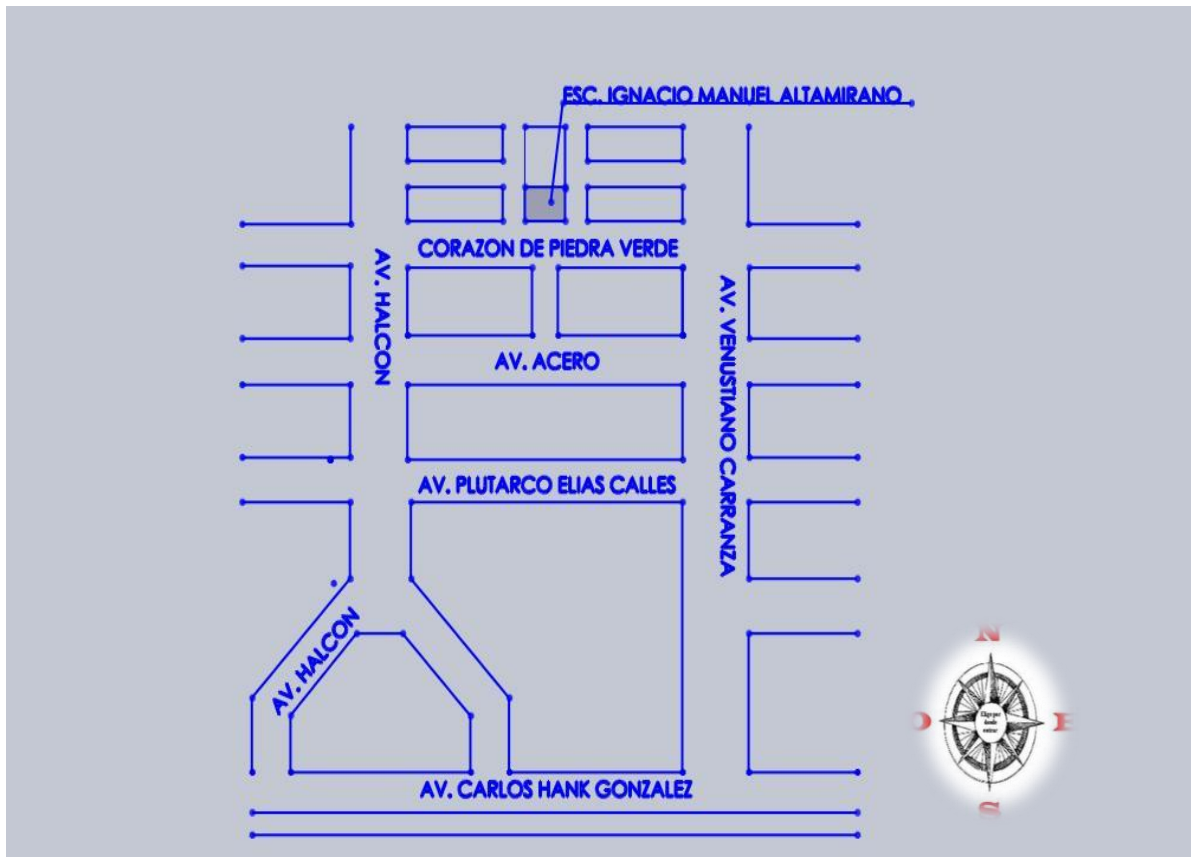 ESC. IGNACIO MANUEL ALTAMIRANO
CORAZON DE PIEDRA VERDE
AV. HALCON
AV. VENUSTIANO CARRANZA
AV. ACERO
AV. PLUTARCO ELIAS CALLES
AV. HALCON
AV. CARLOS HANK GONZALEZ
N
O
E
S